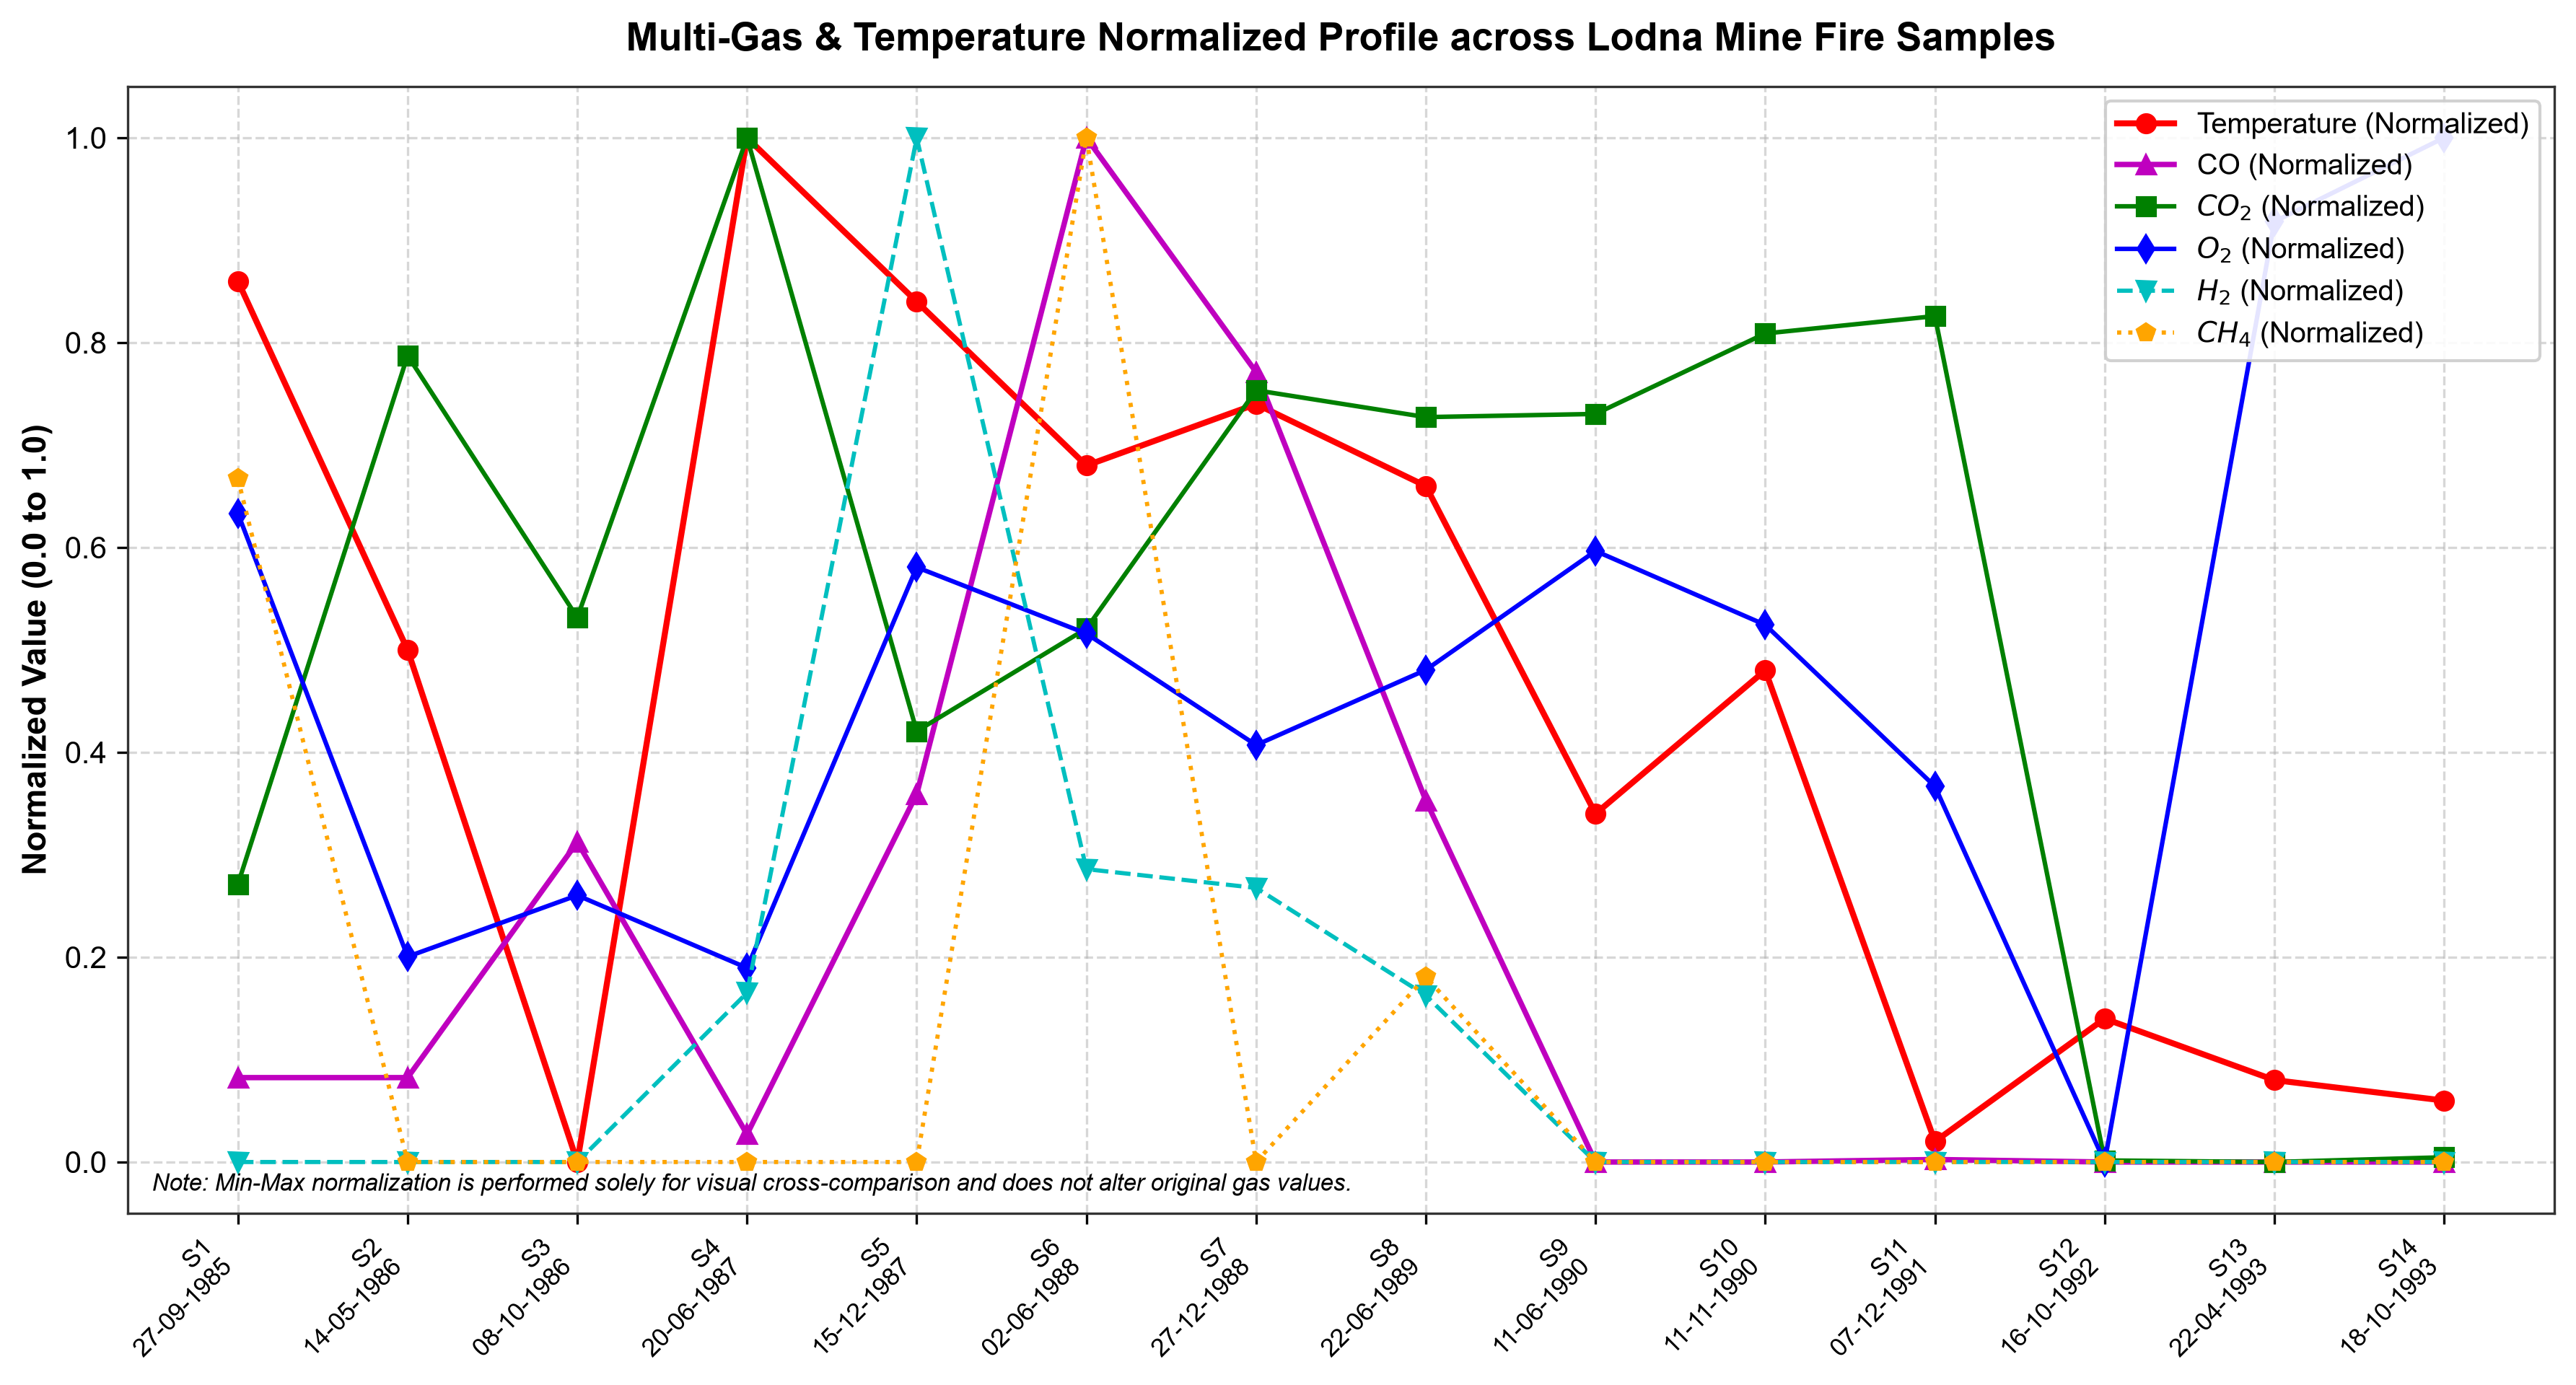 Multi-Gas & Temperature Normalized Profile across Lodna Mine Fire Samples
Normalized Value (0.0 to 1.0)
1.0
0.8
0.6
0.4
0.2
0.0
Temperature (Normalized)
CO (Normalized)
CO₂ (Normalized)
O₂ (Normalized)
H₂ (Normalized)
CH₄ (Normalized)
Note: Min-Max normalization is performed solely for visual cross-comparison and does not alter original gas values.
S1
27-09-1985
S2
14-05-1986
S3
08-10-1986
S4
20-06-1987
S5
15-12-1987
S6
02-06-1988
S7
27-12-1988
S8
22-06-1989
S9
11-06-1990
S10
11-11-1990
S11
07-12-1991
S12
16-10-1992
S13
22-04-1993
S14
18-10-1993